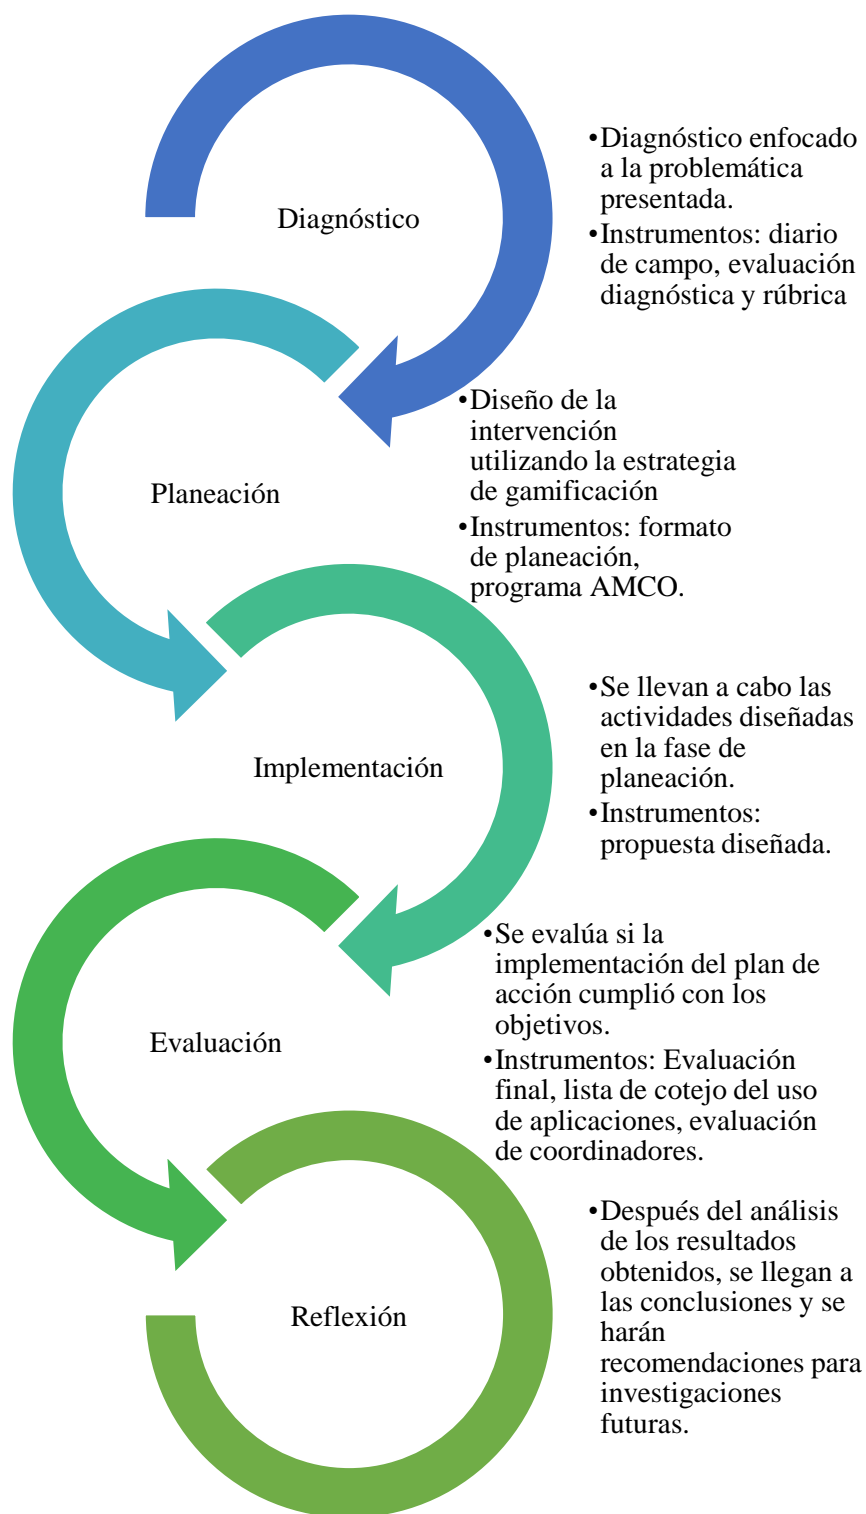 Diagnóstico
•Diagnóstico enfocado
a la problemática
presentada.
•Instrumentos: diario
de campo, evaluación
diagnóstica y rúbrica
Planeación
•Diseño de la
intervención
utilizando la estrategia
de gamificación
•Instrumentos: formato
de planeación,
programa AMCO.
Implementación
•Se llevan a cabo las
actividades diseñadas
en la fase de
planeación.
•Instrumentos:
propuesta diseñada.
Evaluación
•Se evalúa si la
implementación del plan de
acción cumplió con los
objetivos.
•Instrumentos: Evaluación
final, lista de cotejo del uso
de aplicaciones, evaluación
de coordinadores.
Reflexión
•Después del análisis
de los resultados
obtenidos, se llegan a
las conclusiones y se
harán
recomendaciones para
investigaciones
futuras.